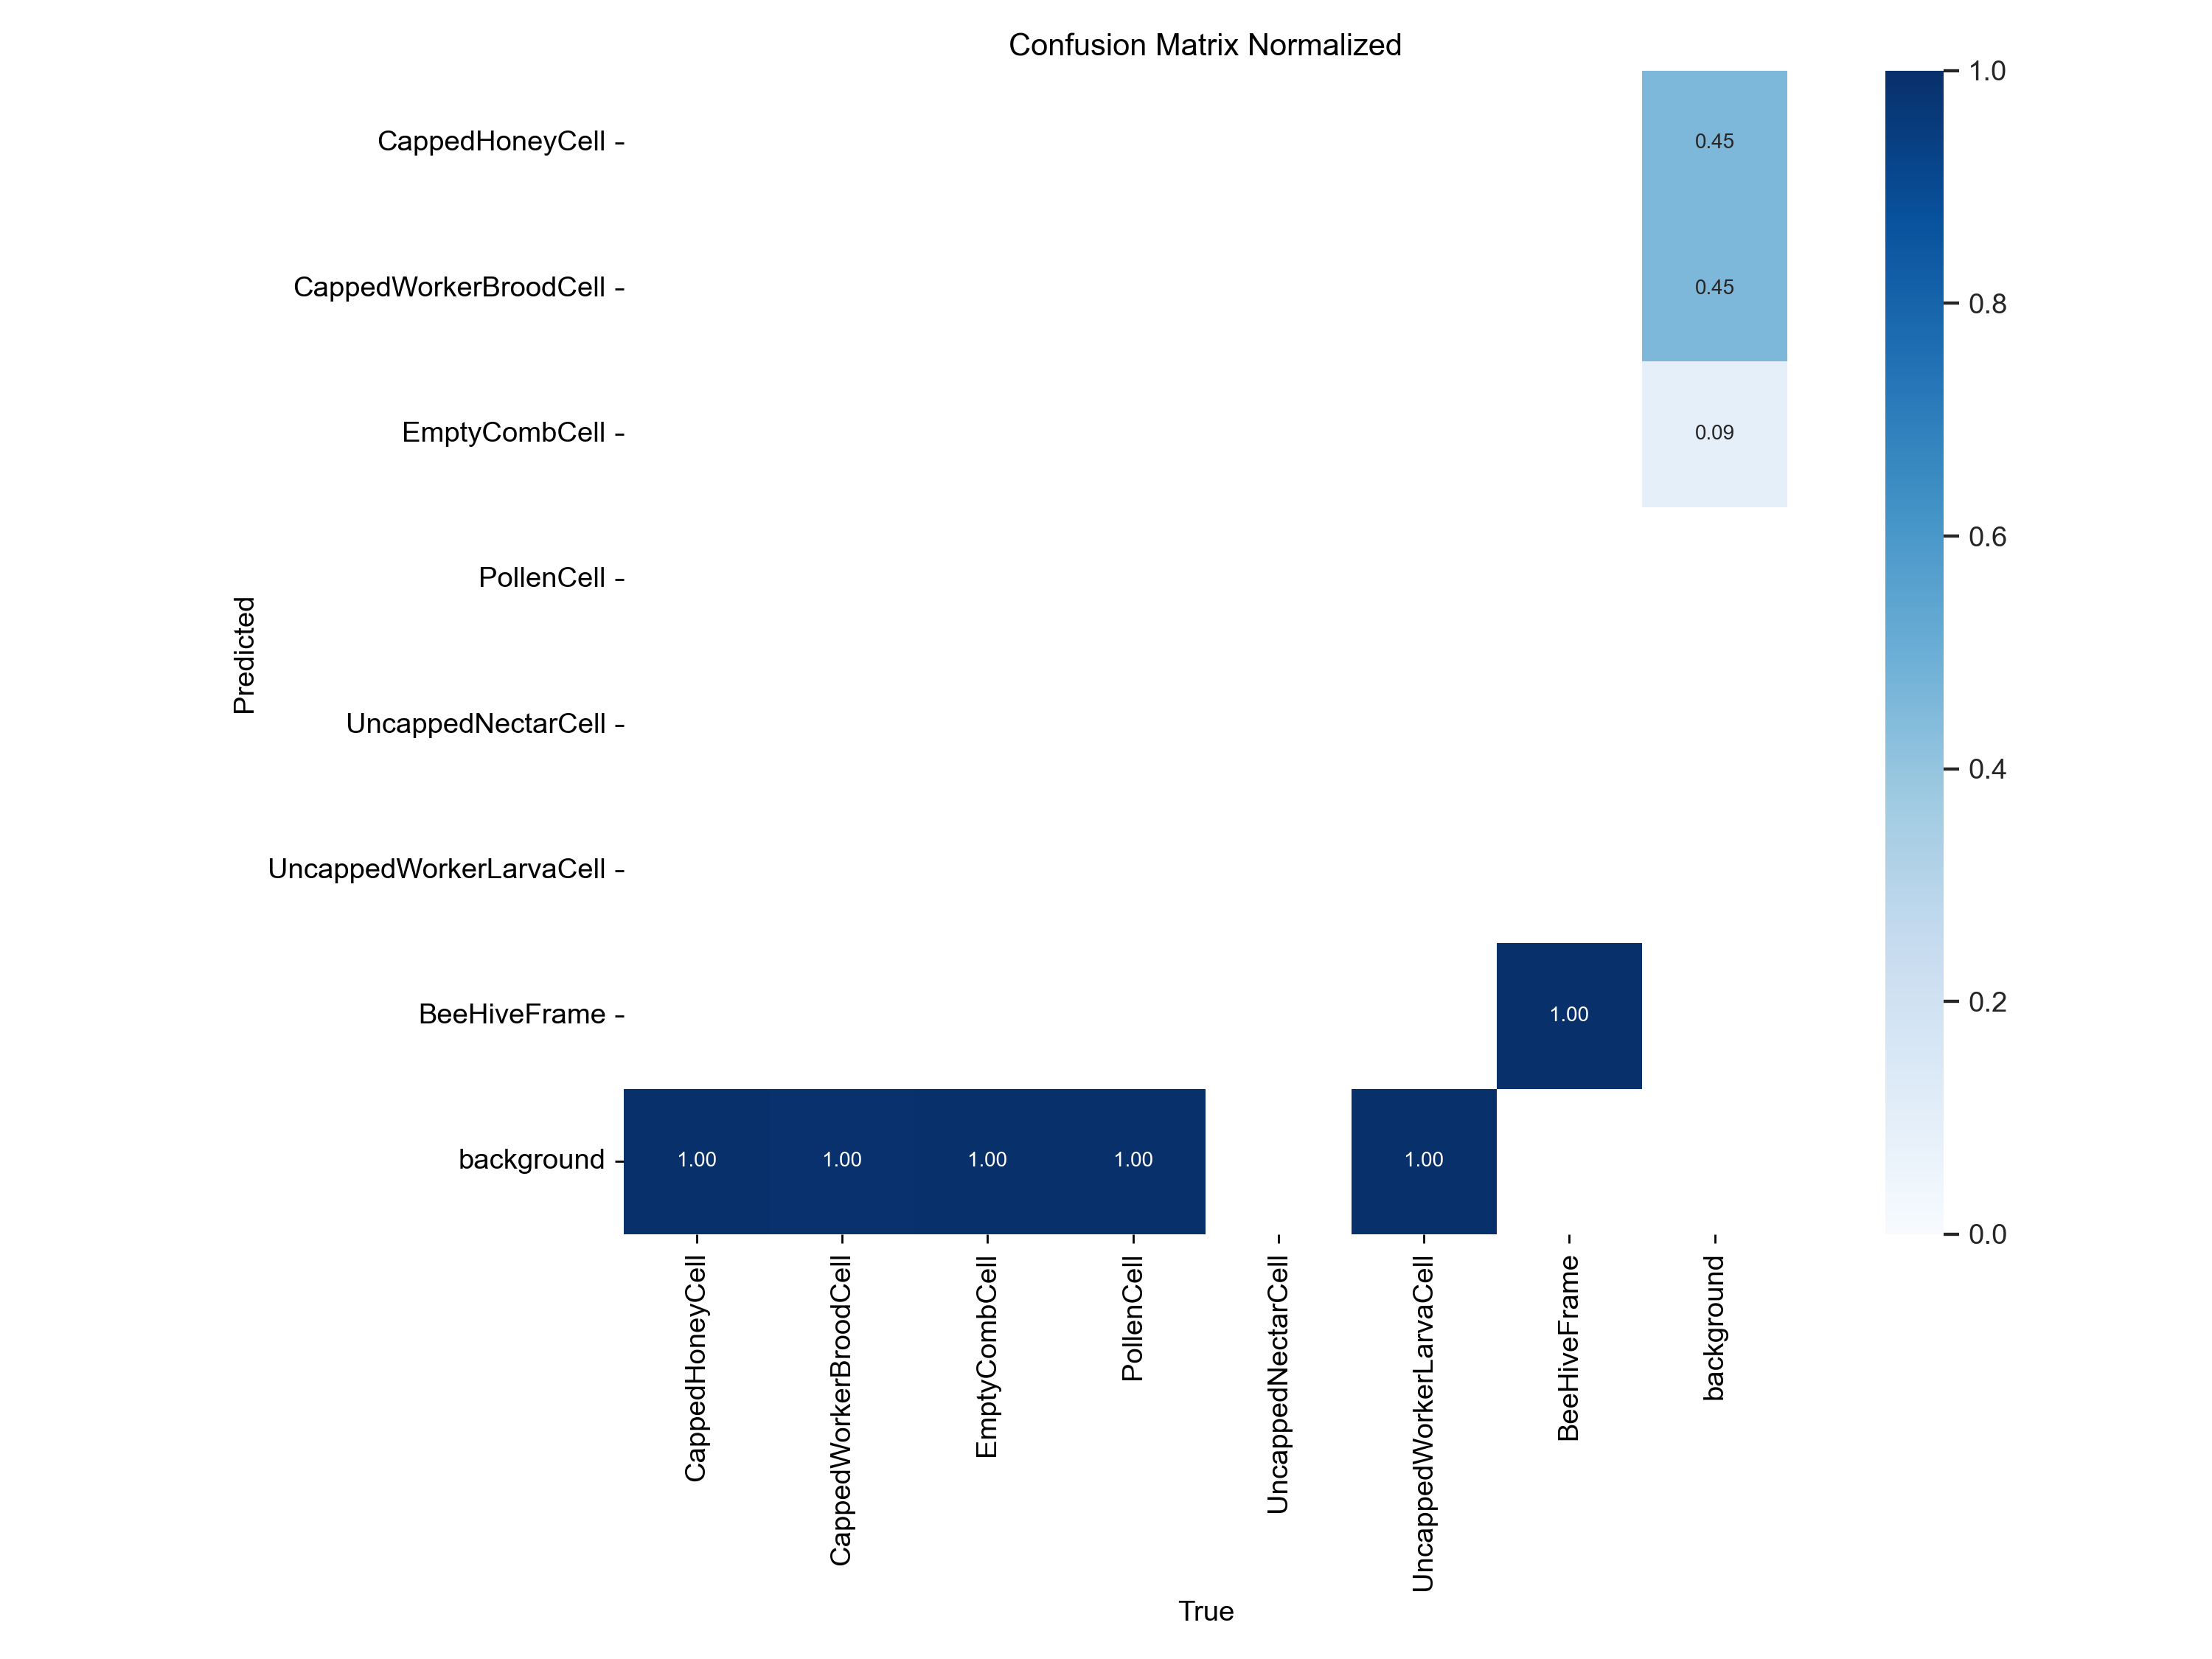 Confusion Matrix Normalized
CappedHoneyCell
CappedWorkerBroodCell
EmptyCombCell
PollenCell
UncappedNectarCell
UncappedWorkerLarvaCell
BeeHiveFrame
background
Predicted
0.45
0.45
0.09
1.00
1.00 1.00 1.00 1.00 1.00
CappedHoneyCell
CappedWorkerBroodCell
EmptyCombCell
PollenCell
UncappedNectarCell
UncappedWorkerLarvaCell
BeeHiveFrame
background
True
1.0
0.8
0.6
0.4
0.2
0.0